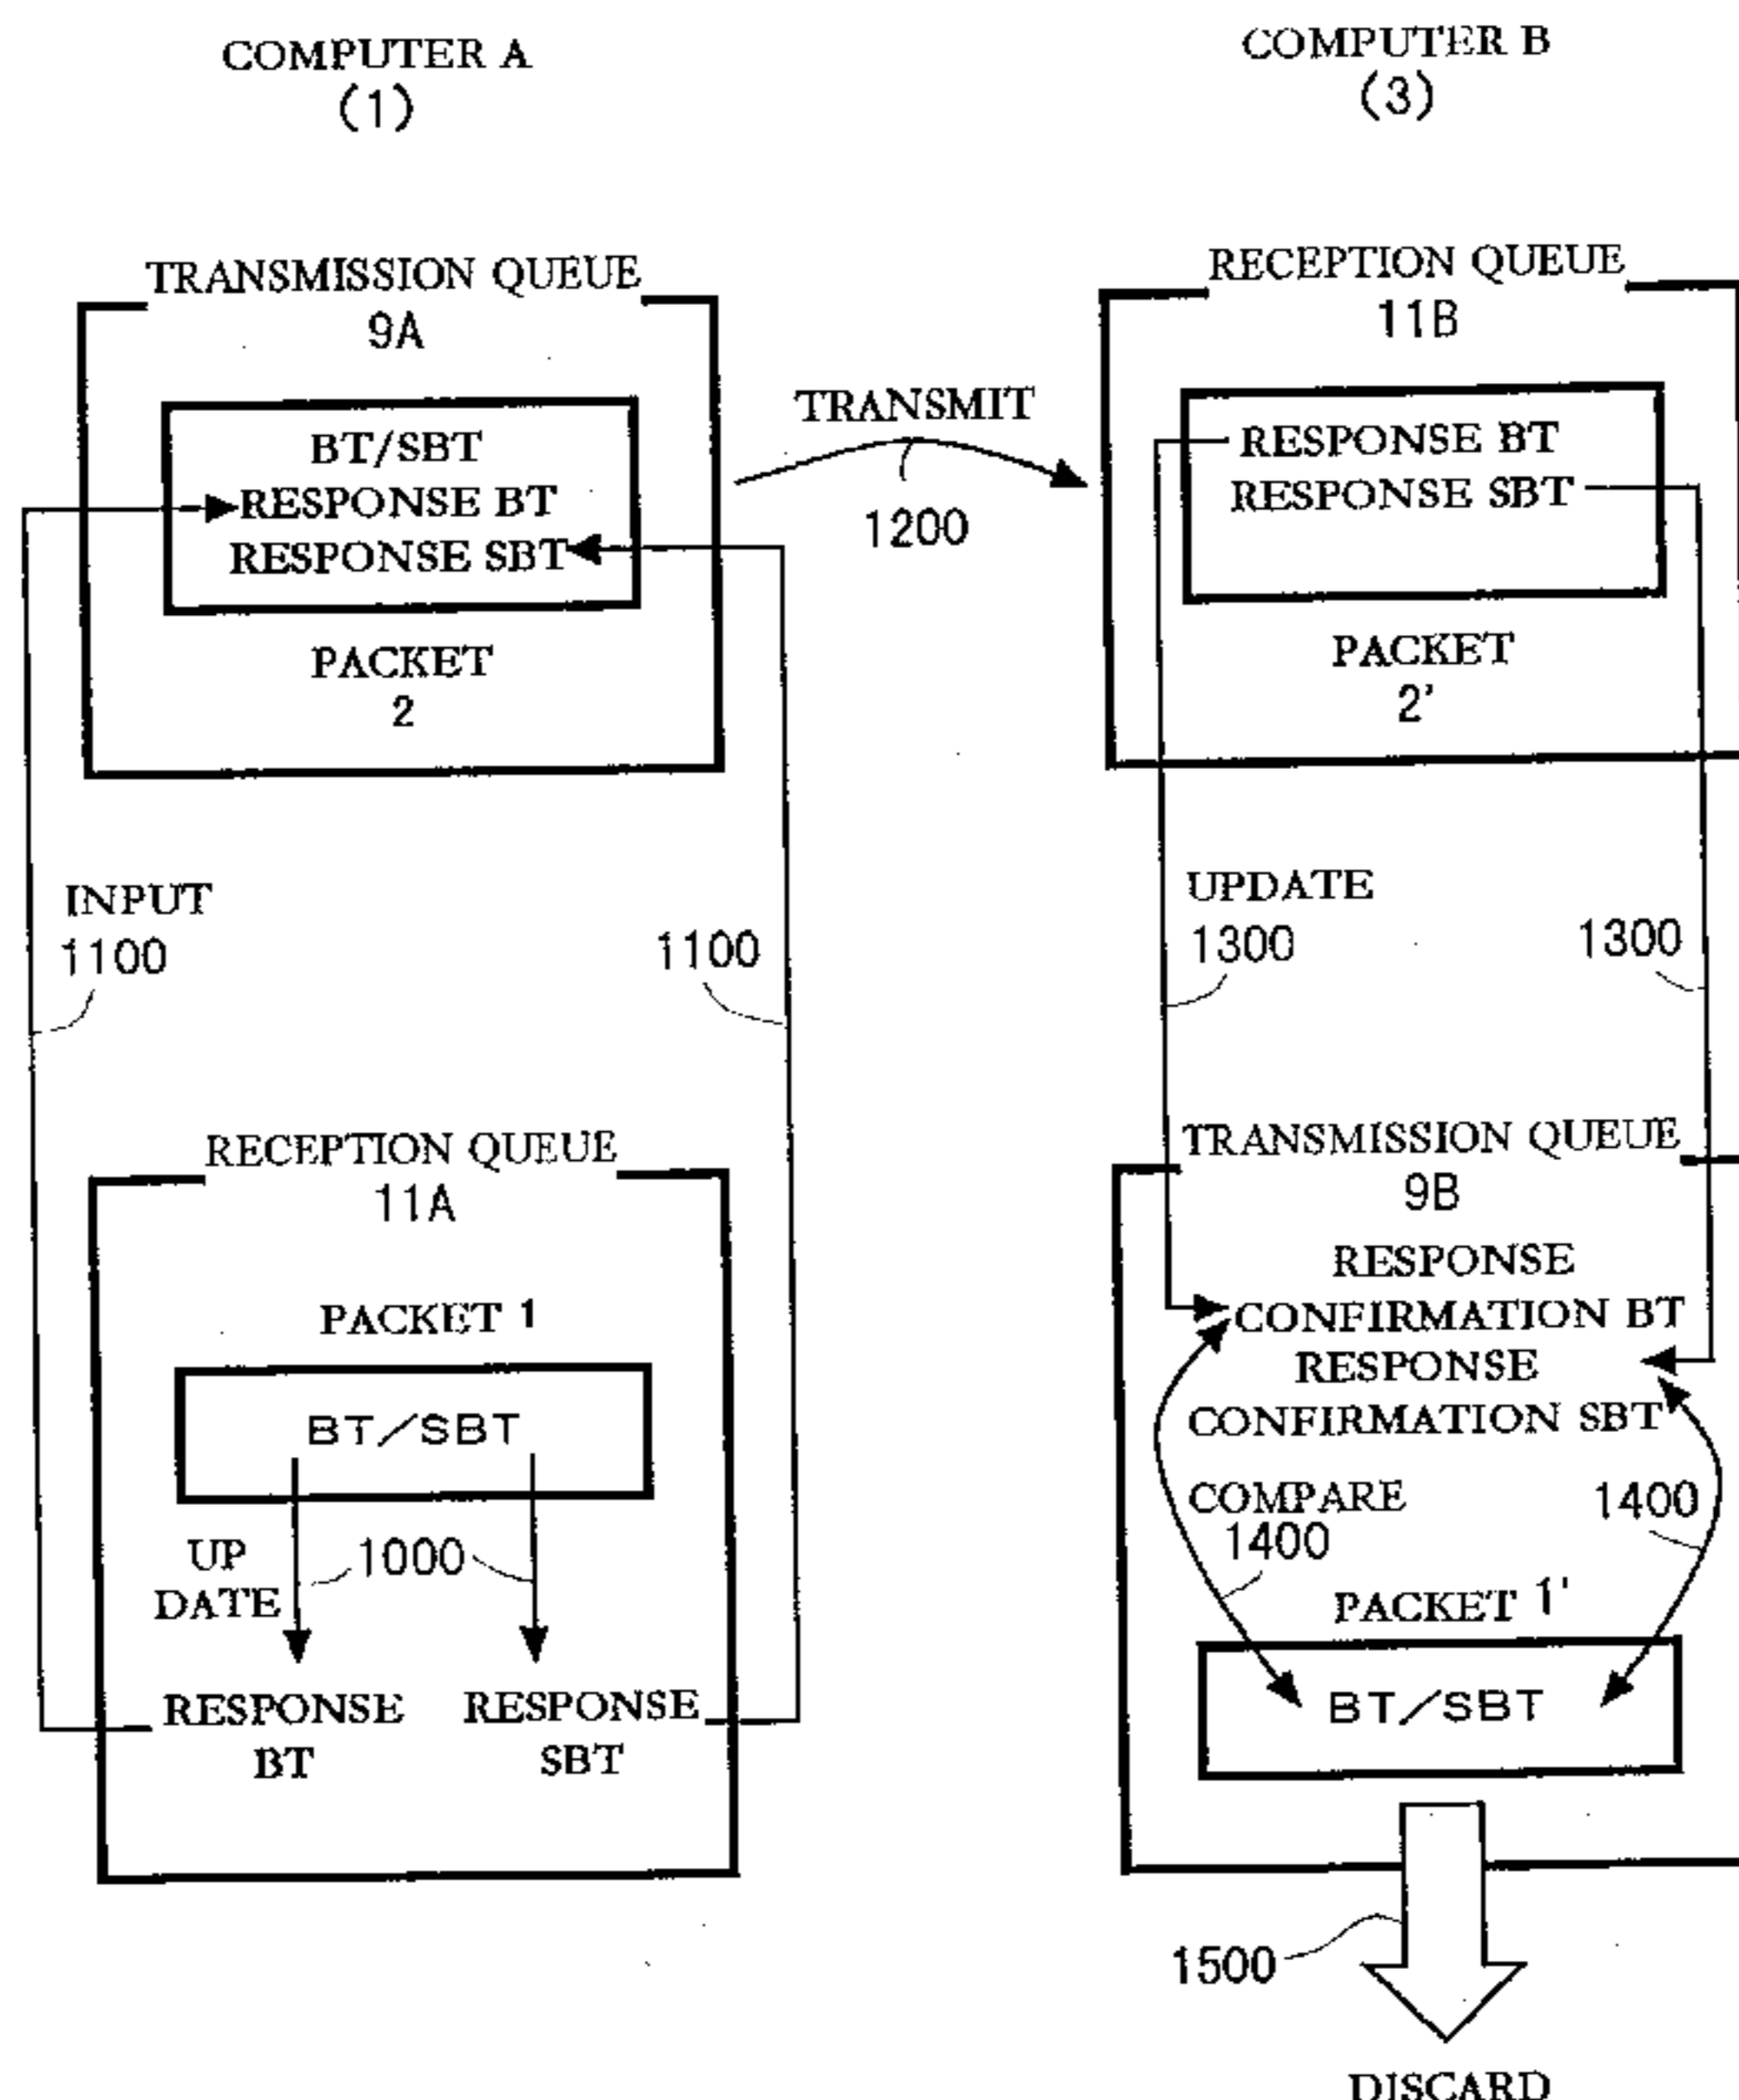 COMPUTER A
(1)
COMPUTER B
(3)
TRANSMISSION QUEUE
9A
BT/SBT
RESPONSE BT
RESPONSE SBT
PACKET
2
TRANSMIT
1200
RECEPTION QUEUE
11B
RESPONSE BT
RESPONSE SBT
PACKET
2'
INPUT
1100
1100
UPDATE
1300
1300
RECEPTION QUEUE
11A
PACKET 1
BT/SBT
UP
DATE
1000
RESPONSE
BT
RESPONSE
SBT
TRANSMISSION QUEUE
9B
RESPONSE
CONFIRMATION BT
RESPONSE
CONFIRMATION SBT
COMPARE
1400
1400
PACKET 1'
BT/SBT
1500
DISCARD